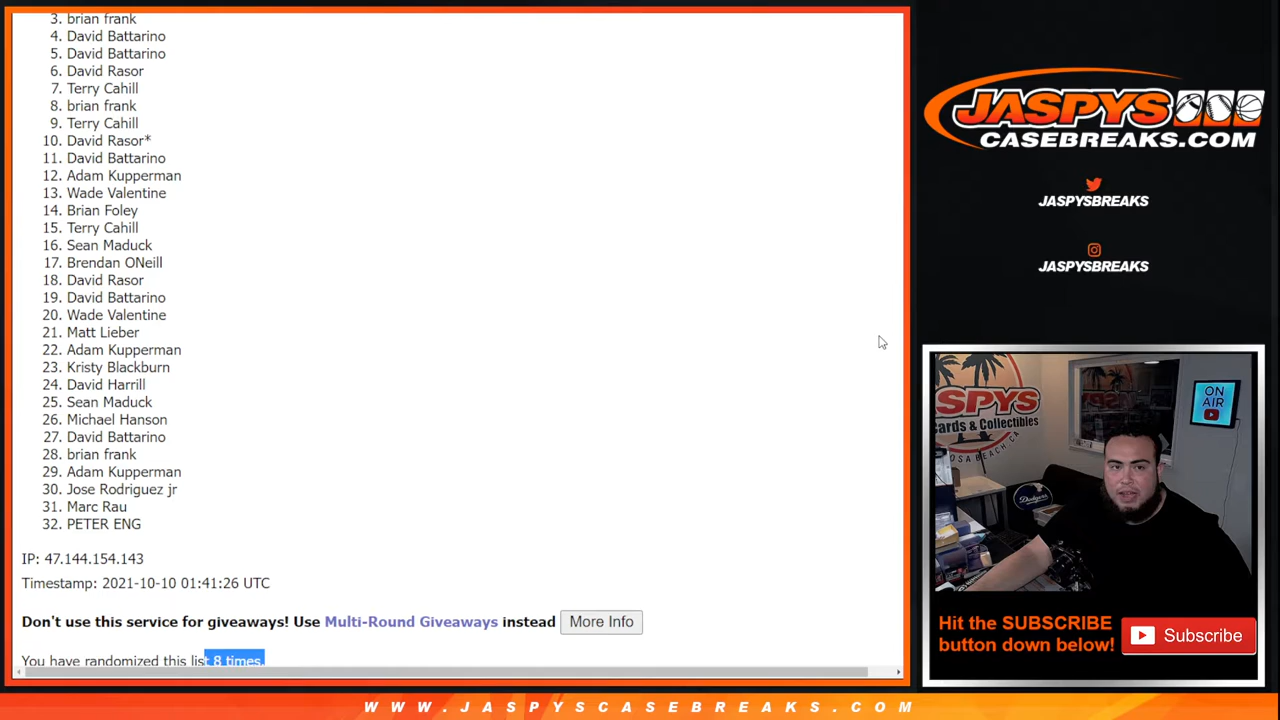 3. brian frank
4. David Battarino
5. David Battarino
6. David Rasor
7. Terry Cahill
8. brian frank
9. Terry Cahill
10. David Rasor*
11. David Battarino
12. Adam Kupperman
13. Wade Valentine
14. Brian Foley
15. Terry Cahill
16. Sean Maduck
17. Brendan ONeill
18. David Rasor
19. David Battarino
20. Wade Valentine
21. Matt Lieber
22. Adam Kupperman
23. Kristy Blackburn
24. David Harrill
25. Sean Maduck
26. Michael Hanson
27. David Battarino
28. brian frank
29. Adam Kupperman
30. Jose Rodriguez jr
31. Marc Rau
32. PETER ENG
IP: 47.144.154.143
Timestamp: 2021-10-10 01:41:26 UTC
Don't use this service for giveaways! Use Multi-Round Giveaways instead More Info
You have randomized this list 8 times.
JASPYS
CASEBREAKS.COM
JASPYSBREAKS
JASPYSBREAKS
ON
AIR
ASPYS
Cards & Collectibles
OSA BEACH CA
Dodgers
Hit the SUBSCRIBE
button down below!
Subscribe
WWW.JASPYSCASEBREAKS.COM